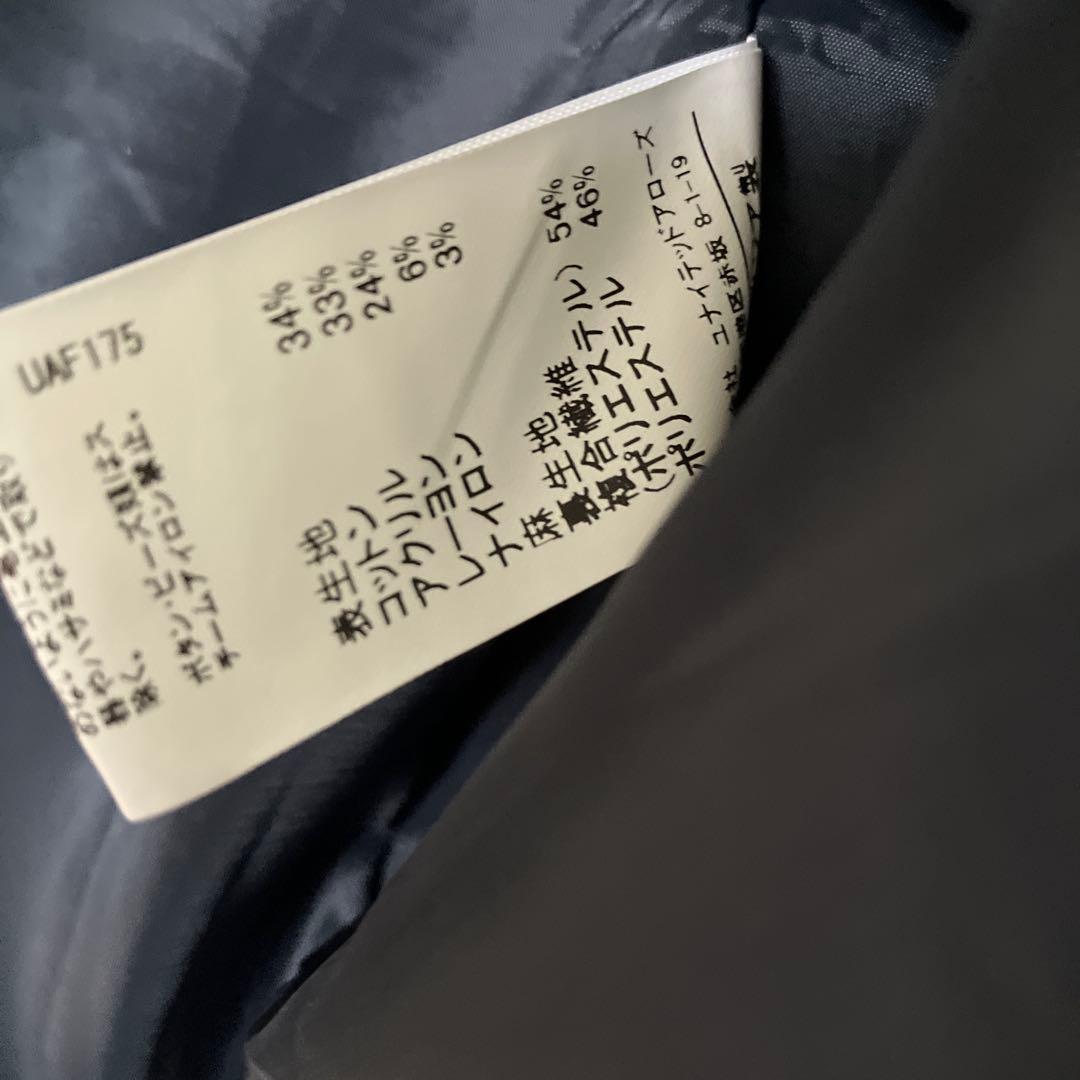 UAF175
ボタン・ビーズ類はス
チームアイロン禁止。
表生地
コットン 34%
アクリル 33%
レーヨン 24%
ナイロン 6%
麻 3%
裏生地
複合繊維
(ポリエステル) 54%
ポリエステル 46%
ユナイテッドアローズ
区赤坂 8-1-19
ア製